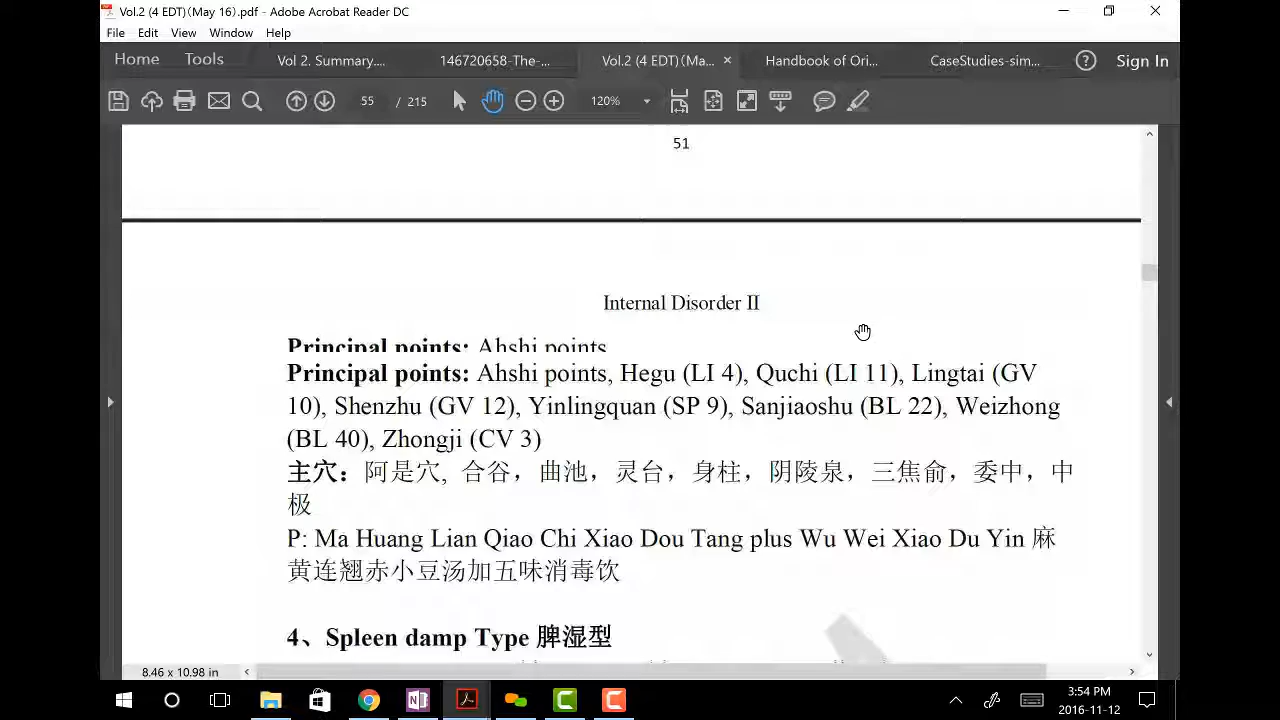 Vol.2 (4 EDT)(May 16).pdf - Adobe Acrobat Reader DC
File Edit View Window Help
Home Tools Vol 2. Summary.... 146720658-The-... Vol.2 (4 EDT)(Ma... × Handbook of Ori... CaseStudies-sim... ? Sign In
55 / 215 120%
51
Internal Disorder II
Principal points: Ahshi points
Principal points: Ahshi points, Hegu (LI 4), Quchi (LI 11), Lingtai (GV
10), Shenzhu (GV 12), Yinlingquan (SP 9), Sanjiaoshu (BL 22), Weizhong
(BL 40), Zhongji (CV 3)
主穴：阿是穴, 合谷，曲池，灵台，身柱，阴陵泉，三焦俞，委中，中
极
P: Ma Huang Lian Qiao Chi Xiao Dou Tang plus Wu Wei Xiao Du Yin 麻
黄连翘赤小豆汤加五味消毒饮
4、Spleen damp Type 脾湿型
8.46 x 10.98 in
3:54 PM
2016-11-12